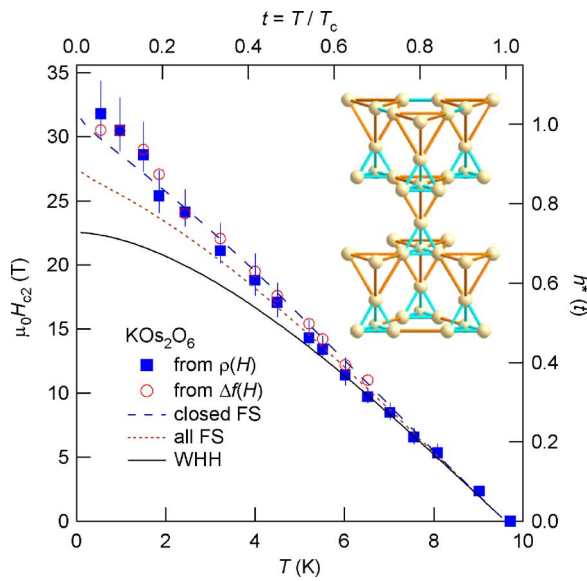 t = T / Tc
0.0 0.2 0.4 0.6 0.8 1.0
35
30
25
20
15
10
5
0
μ0Hc2 (T)
1.0
0.8
0.6
0.4
0.2
0.0
h* (t)
KOs2O6
from ρ(H)
from Δf(H)
closed FS
all FS
WHH
0 2 4 6 8 10
T (K)